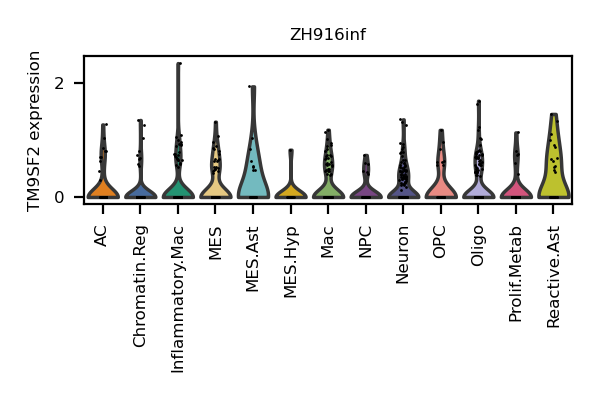 ZH916inf
TM9SF2 expression
2
0
AC
Chromatin.Reg
Inflammatory.Mac
MES
MES.Ast
MES.Hyp
Mac
NPC
Neuron
OPC
Oligo
Prolif.Metab
Reactive.Ast